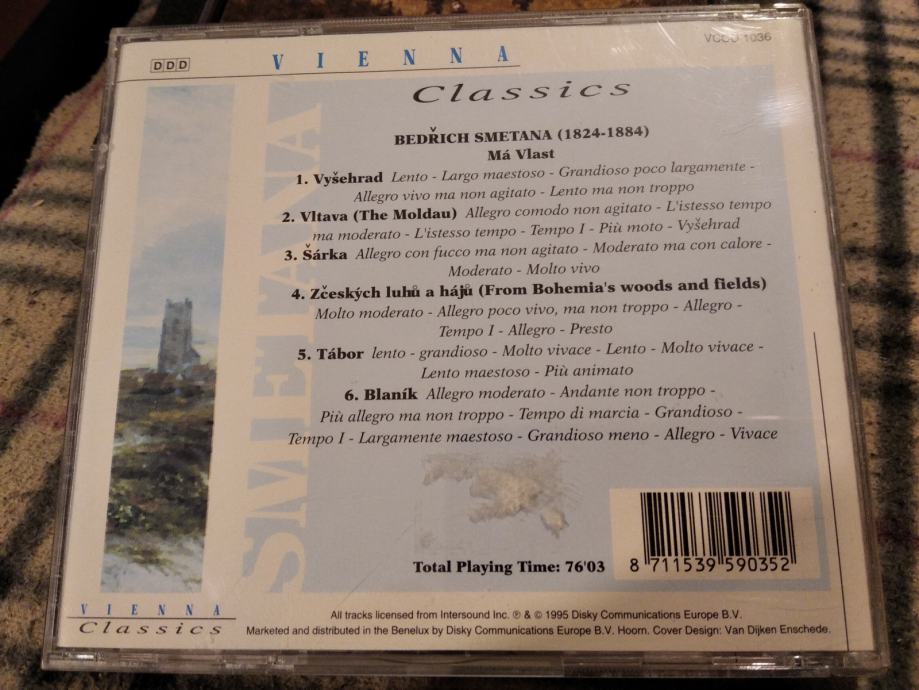 DDD
VIENNA
Classics
VCCD 1036
SMETANA
BEDŘICH SMETANA (1824-1884)
Má Vlast
1. Vyšehrad Lento - Largo maestoso - Grandioso poco largamente -
Allegro vivo ma non agitato - Lento ma non troppo
2. Vltava (The Moldau) Allegro comodo non agitato - L'istesso tempo
ma moderato - L'istesso tempo - Tempo I - Più moto - Vyšehrad
3. Šárka Allegro con fucco ma non agitato - Moderato ma con calore -
Moderato - Molto vivo
4. Zčeských luhů a hájů (From Bohemia's woods and fields)
Molto moderato - Allegro poco vivo, ma non troppo - Allegro -
Tempo I - Allegro - Presto
5. Tábor lento - grandioso - Molto vivace - Lento - Molto vivace -
Lento maestoso - Più animato
6. Blaník Allegro moderato - Andante non troppo -
Più allegro ma non troppo - Tempo di marcia - Grandioso -
Tempo I - Largamente maestoso - Grandioso meno - Allegro - Vivace
Total Playing Time: 76'03
8 711539 590352
VIENNA
Classics
All tracks licensed from Intersound Inc. ℗ & © 1995 Disky Communications Europe B.V.
Marketed and distributed in the Benelux by Disky Communications Europe B.V. Hoorn. Cover Design: Van Dijken Enschede.